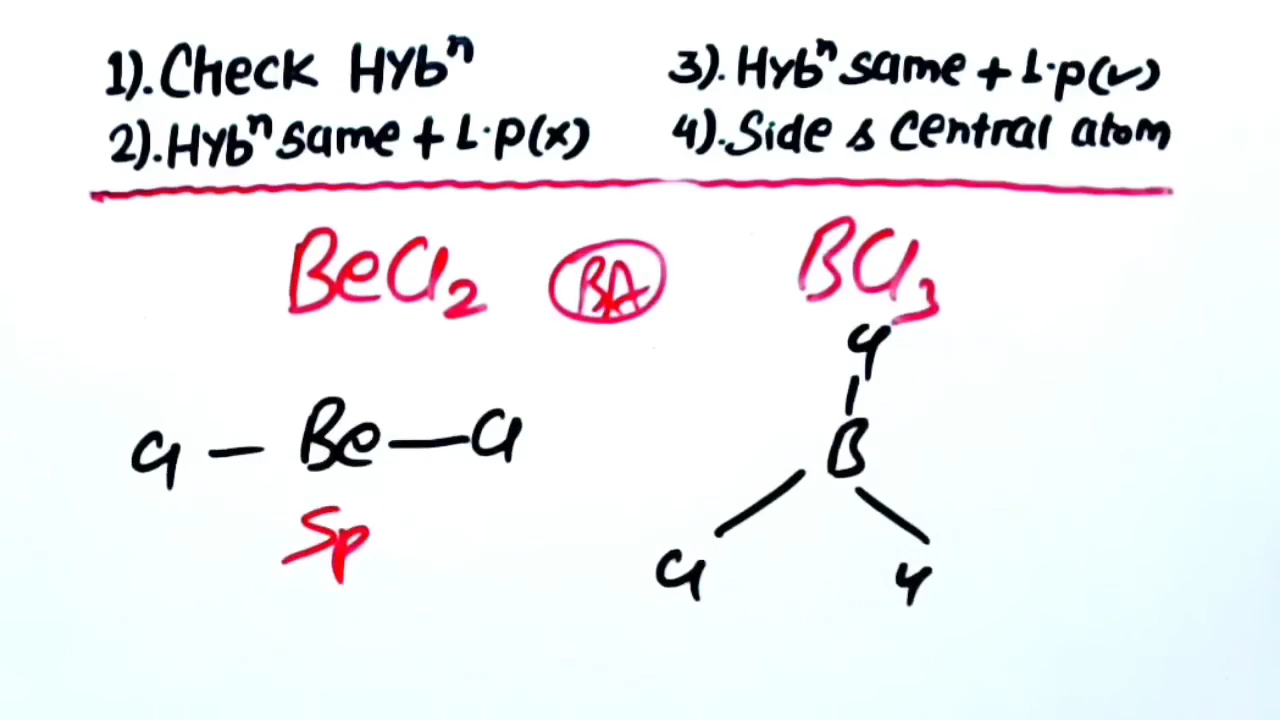 1). Check Hybⁿ
2). Hybⁿ same + L.p(x)
3). Hybⁿ same + L.p(✓)
4). Side & Central atom
BeCl₂ BA BCl₃
Cl
Cl — Be — Cl B
Sp
Cl Cl